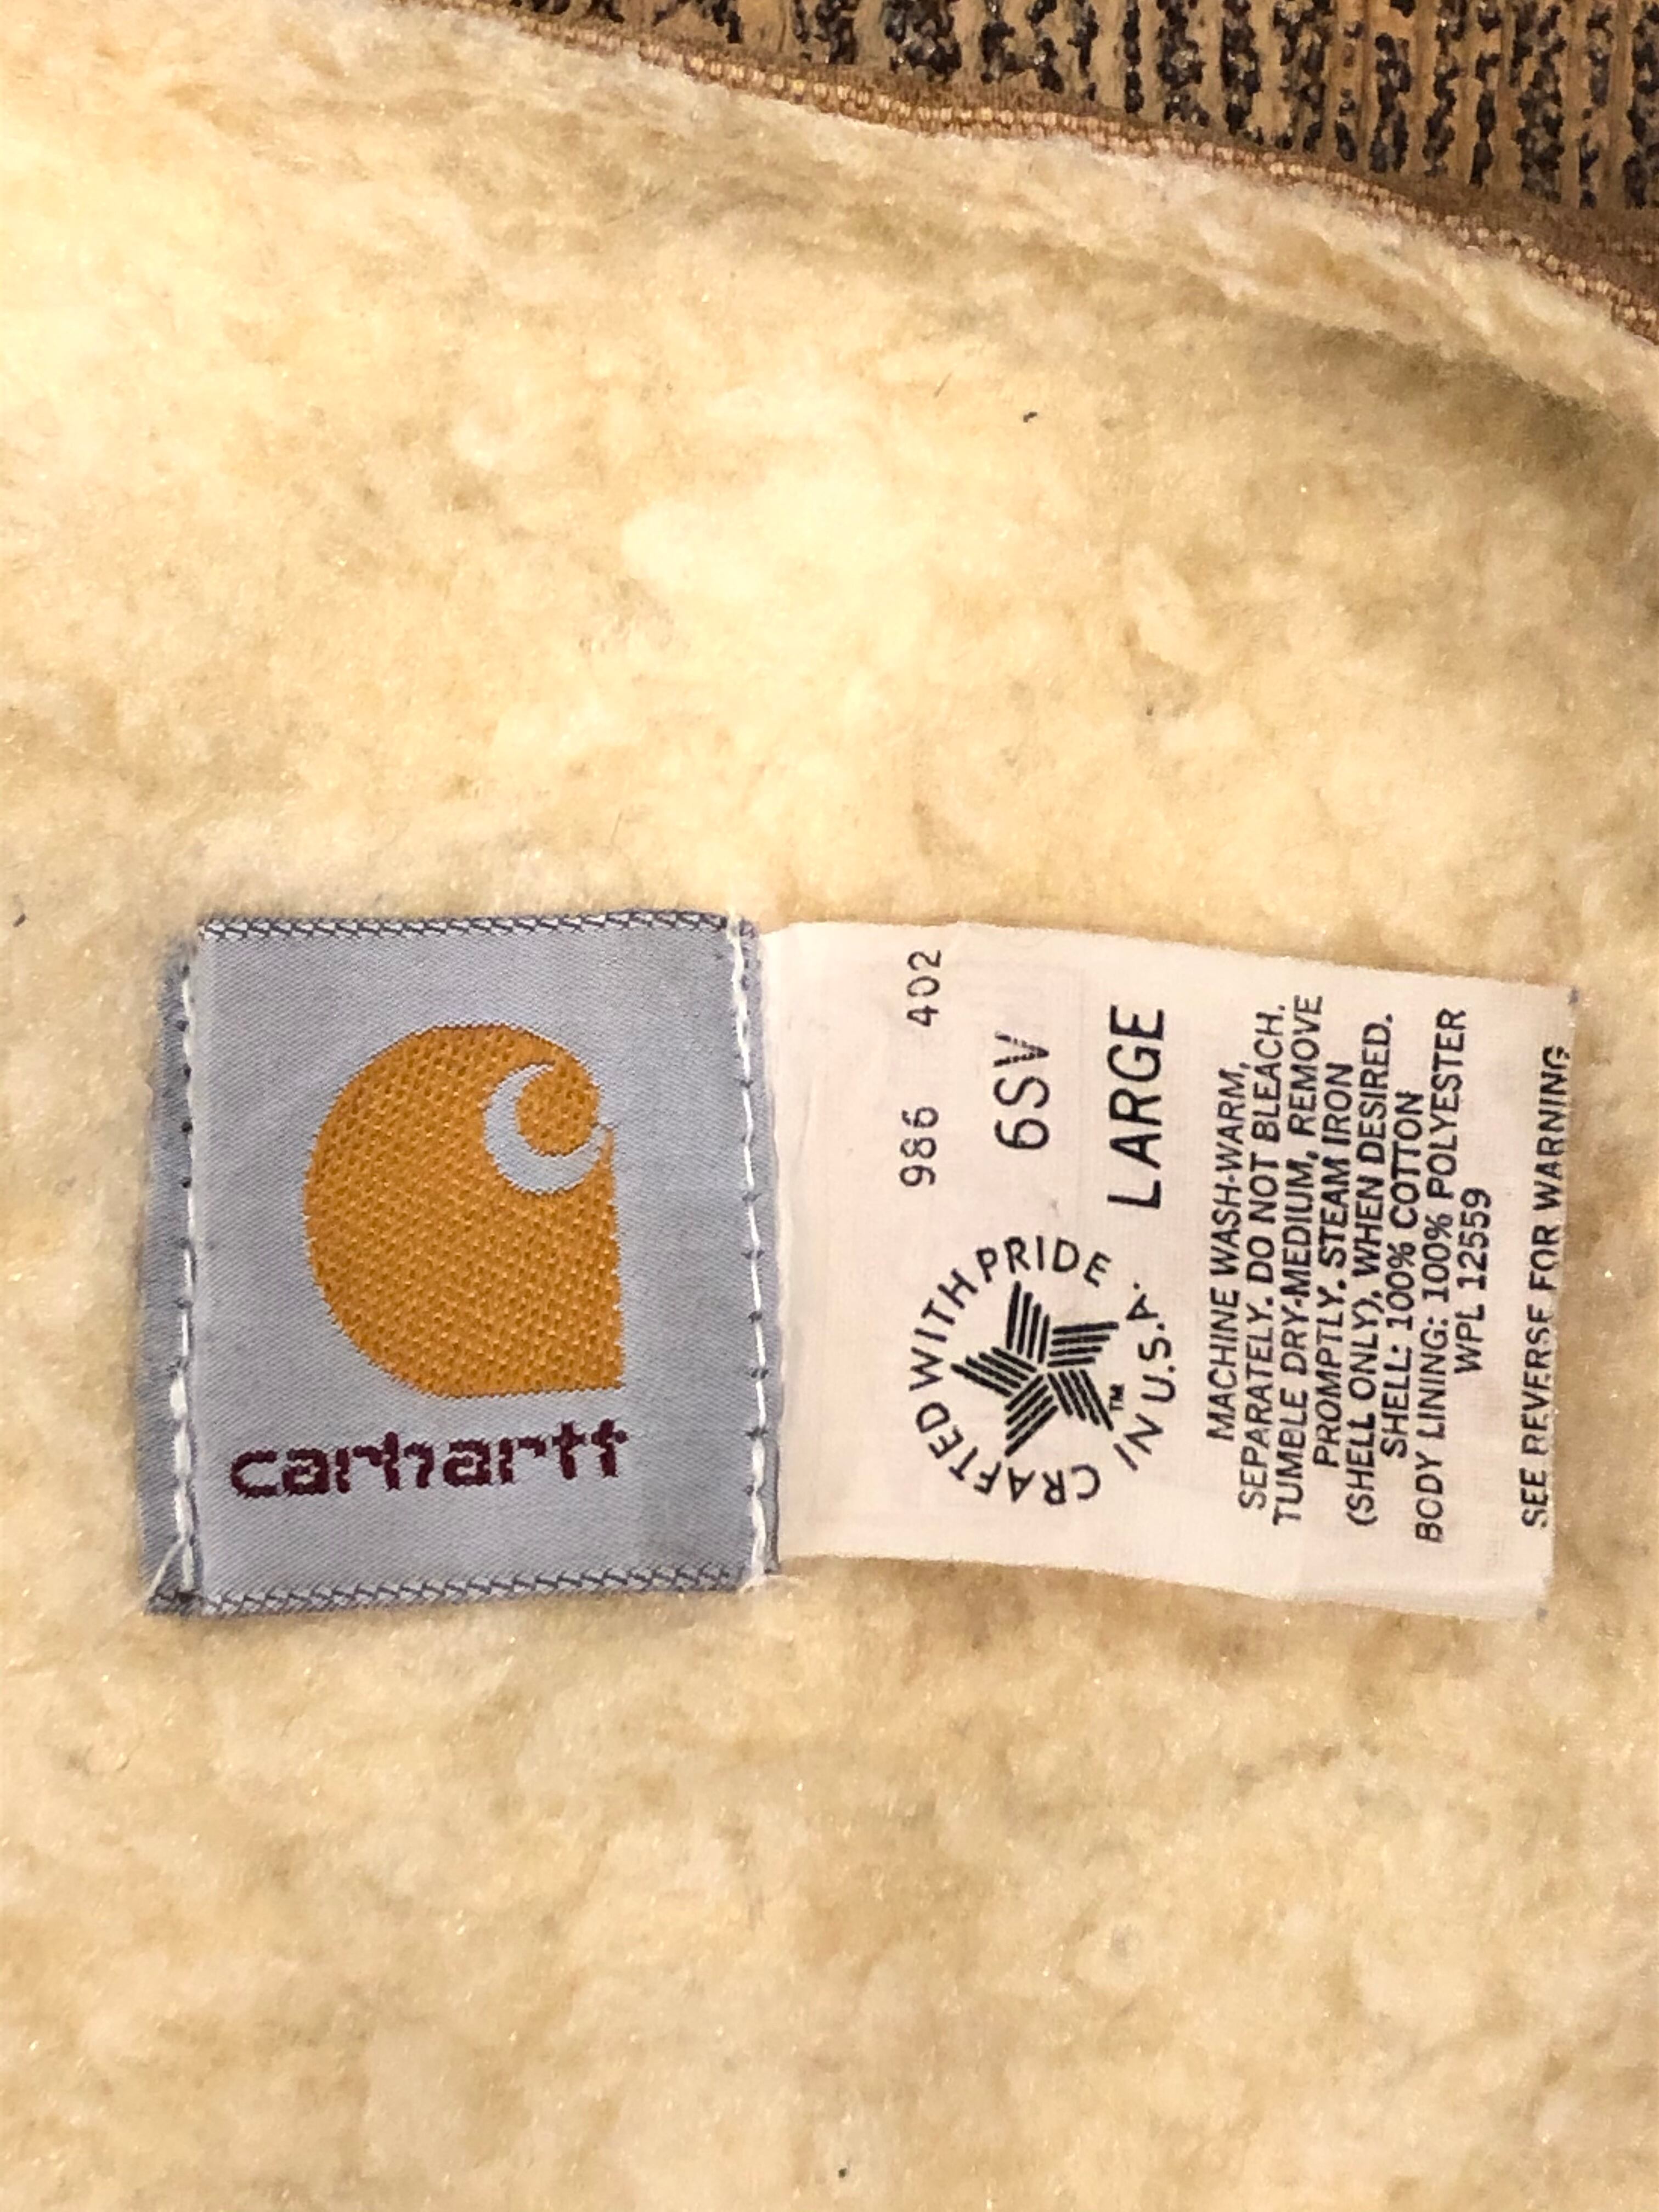 carhartt
986 402
6SV
LARGE
CRAFTED WITH PRIDE
IN U.S.A.
TM
MACHINE WASH-WARM,
SEPARATELY. DO NOT BLEACH.
TUMBLE DRY-MEDIUM, REMOVE
PROMPTLY. STEAM IRON
(SHELL ONLY), WHEN DESIRED.
SHELL: 100% COTTON
BODY LINING: 100% POLYESTER
WPL 12559
SEE REVERSE FOR WARNING